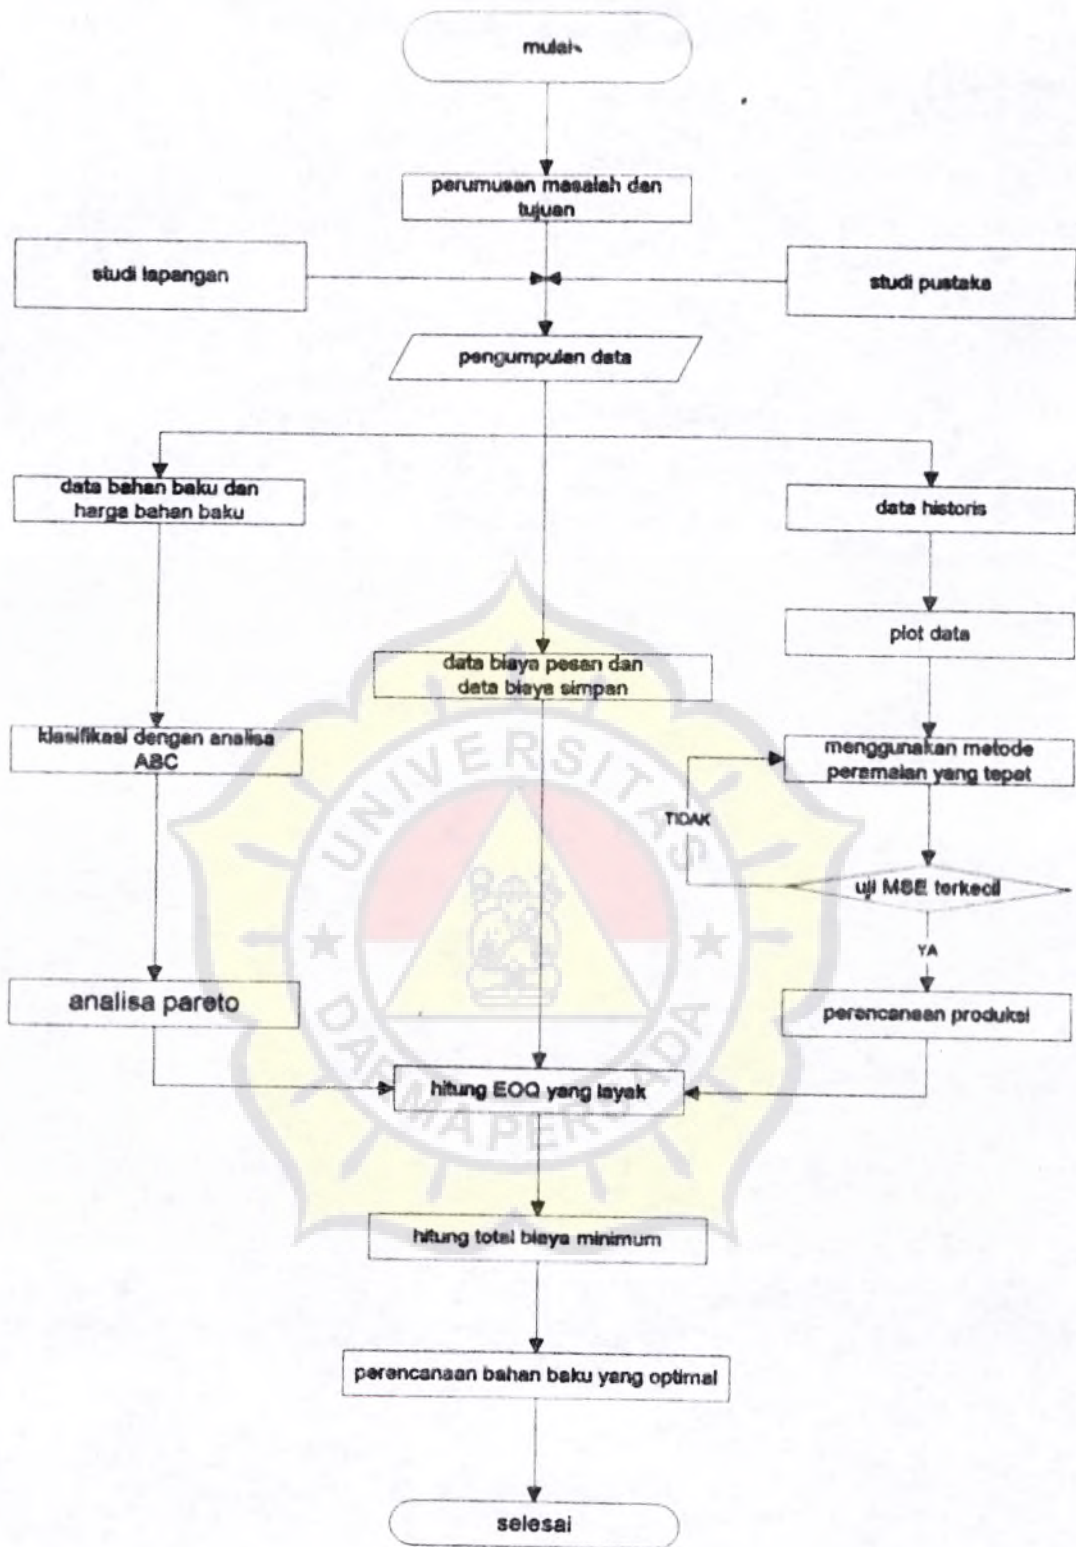 mulai
perumusan masalah dan
tujuan
studi lapangan
studi pustaka
pengumpulan data
data bahan baku dan
harga bahan baku
data historis
plot data
data biaya pesan dan
data biaya simpan
klasifikasi dengan analisa
ABC
menggunakan metode
peramalan yang tepat
TIDAK
uji MSE terkecil
YA
analisa pareto
perencanaan produksi
hitung EOQ yang layak
hitung total biaya minimum
perencanaan bahan baku yang optimal
selesai
UNIVERSITAS
DARMA PERSADA